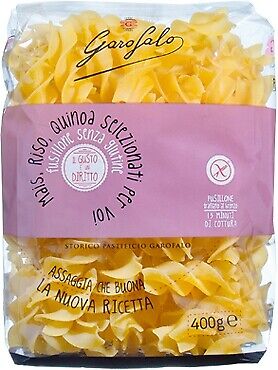 Garofalo
Mais, Riso, quinoa selezionati per voi
fusilloni senza glutine
IL GUSTO
È UN
DIRITTO
FUSILLONE
13 MINUTI
DI COTTURA
STORICO PASTIFICIO GAROFALO
ASSAGGIA CHE BUONA
LA NUOVA RICETTA
400g e